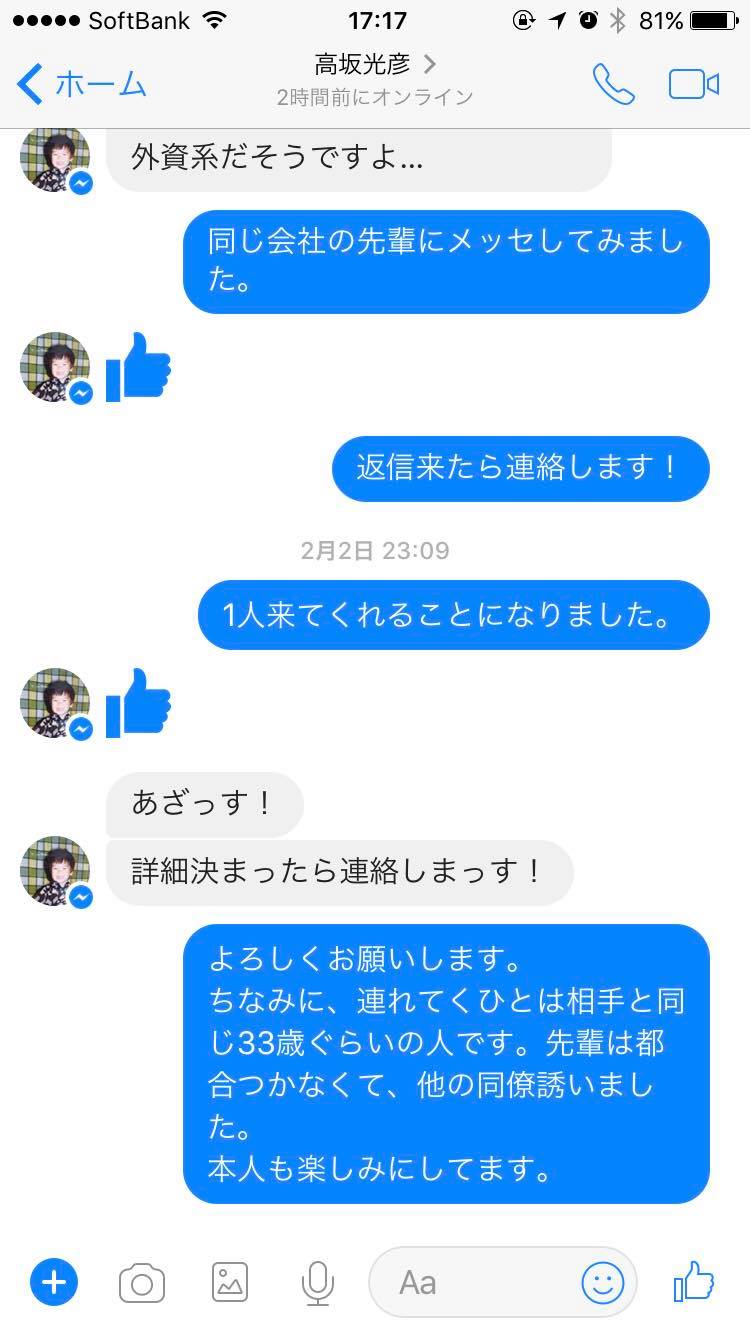 SoftBank 17:17 81%
ホーム
高坂光彦
2時間前にオンライン
外資系だそうですよ...
同じ会社の先輩にメッセしてみまし
た。
返信来たら連絡します！
2月2日 23:09
1人来てくれることになりました。
あざっす！
詳細決まったら連絡しまっす！
よろしくお願いします。
ちなみに、連れてくひとは相手と同
じ33歳ぐらいの人です。先輩は都
合つかなくて、他の同僚誘いまし
た。
本人も楽しみにしてます。
Aa